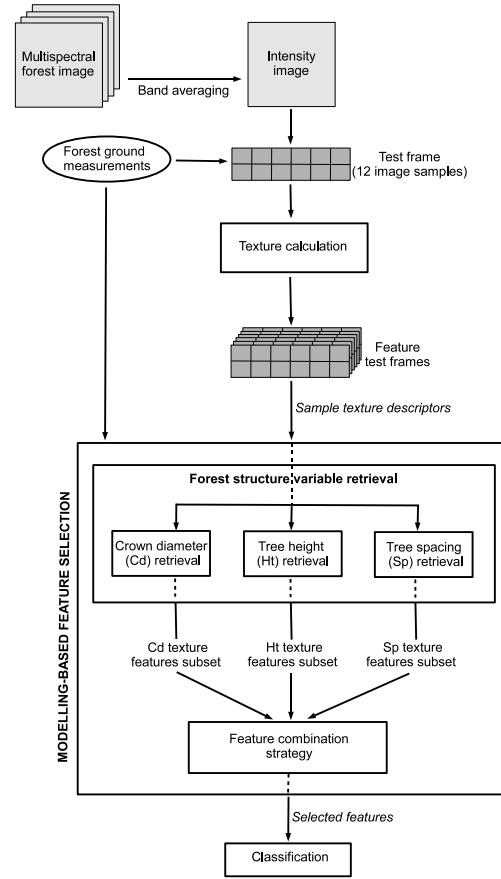 Multispectral
forest image
Band averaging
Intensity
image
Forest ground
measurements
Test frame
(12 image samples)
Texture calculation
Feature
test frames
Sample texture descriptors
MODELLING-BASED FEATURE SELECTION
Forest structure variable retrieval
Crown diameter
(Cd) retrieval
Tree height
(Ht) retrieval
Tree spacing
(Sp) retrieval
Cd texture
features subset
Ht texture
features subset
Sp texture
features subset
Feature combination
strategy
Selected features
Classification